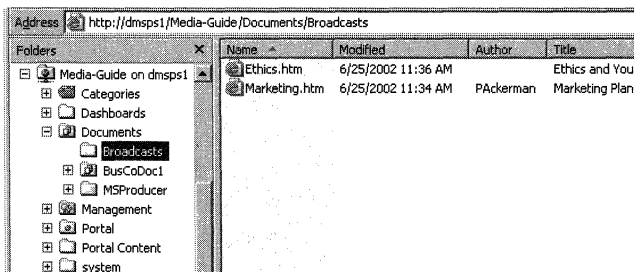 Address http://dmsps1/Media-Guide/Documents/Broadcasts
Folders
Media-Guide on dmsps1
Categories
Dashboards
Documents
Broadcasts
BusCoDoc1
MSProducer
Management
Portal
Portal Content
system
Name Modified Author Title
Ethics.htm 6/25/2002 11:36 AM Ethics and You
Marketing.htm 6/25/2002 11:34 AM PAckerman Marketing Plan